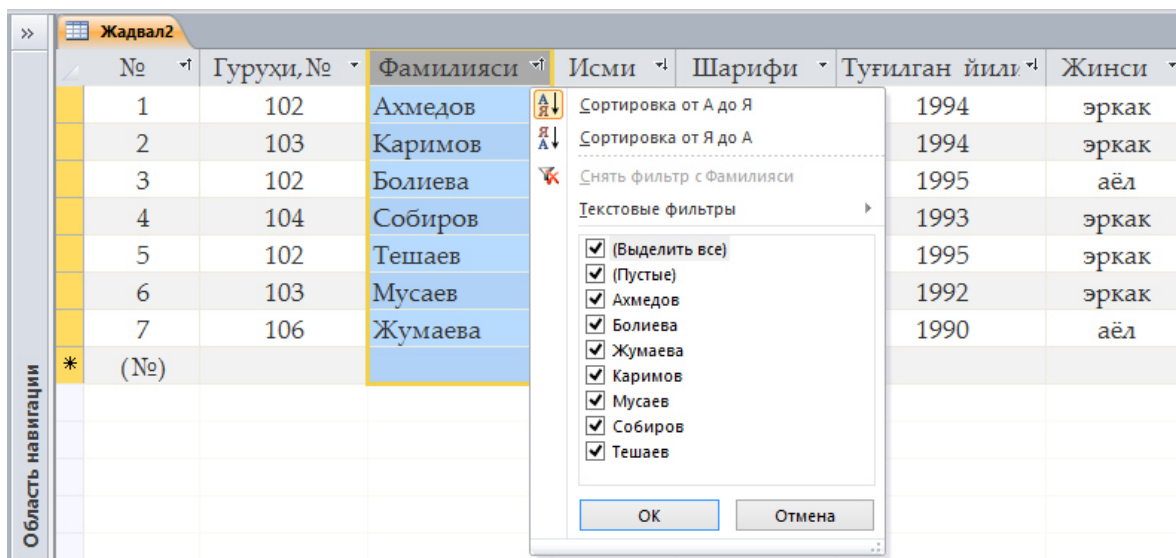 Жадвал2
№ Гуруҳи,№ Фамилияси Исми Шарифи Туғилган йили Жинси
1 102 Ахмедов 1994 эркак
2 103 Каримов 1994 эркак
3 102 Болиева 1995 аёл
4 104 Собиров 1993 эркак
5 102 Тешаев 1995 эркак
6 103 Мусаев 1992 эркак
7 106 Жумаева 1990 аёл
(№)
Сортировка от А до Я
Сортировка от Я до А
Снять фильтр с Фамилияси
Текстовые фильтры
(Выделить все)
(Пустые)
Ахмедов
Болиева
Жумаева
Каримов
Мусаев
Собиров
Тешаев
ОК Отмена
Область навигации